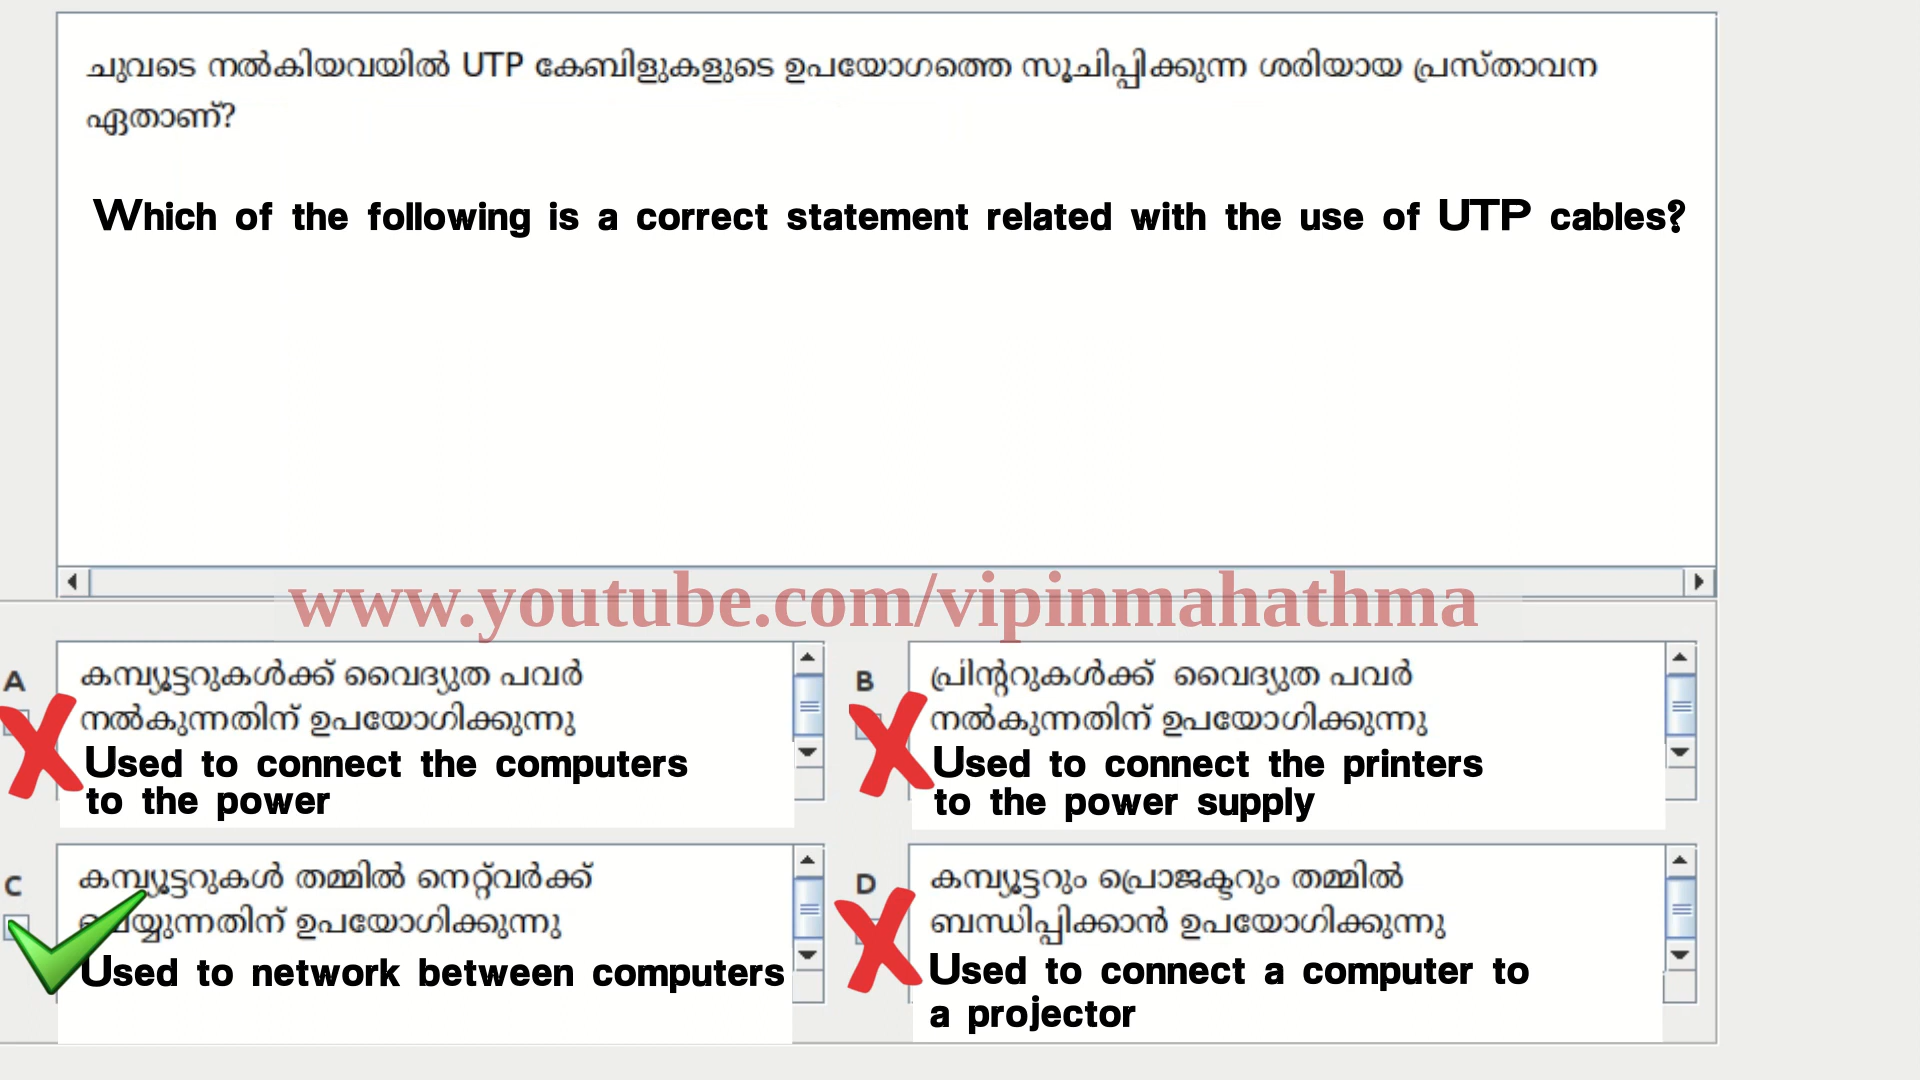 ചുവടെ നൽകിയവയിൽ UTP കേബിളുകളുടെ ഉപയോഗത്തെ സൂചിപ്പിക്കുന്ന ശരിയായ പ്രസ്താവന
ഏതാണ്?
Which of the following is a correct statement related with the use of UTP cables?
www.youtube.com/vipinmahathma
A
കമ്പ്യൂട്ടറുകൾക്ക് വൈദ്യുത പവർ
നൽകുന്നതിന് ഉപയോഗിക്കുന്നു
Used to connect the computers
to the power
B
പ്രിന്ററുകൾക്ക് വൈദ്യുത പവർ
നൽകുന്നതിന് ഉപയോഗിക്കുന്നു
Used to connect the printers
to the power supply
C
കമ്പ്യൂട്ടറുകൾ തമ്മിൽ നെറ്റ്‌വർക്ക്
ചെയ്യുന്നതിന് ഉപയോഗിക്കുന്നു
Used to network between computers
D
കമ്പ്യൂട്ടറും പ്രൊജക്ടറും തമ്മിൽ
ബന്ധിപ്പിക്കാൻ ഉപയോഗിക്കുന്നു
Used to connect a computer to
a projector